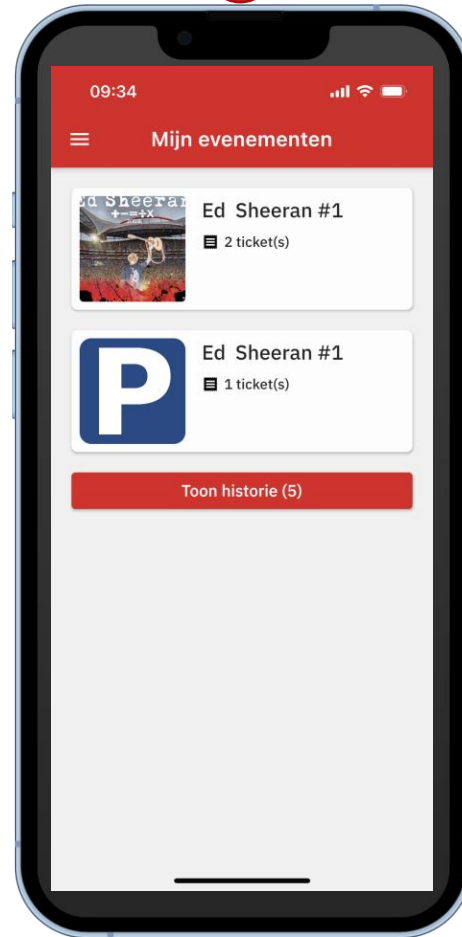 09:34
Mijn evenementen
Ed Sheeran
+-=÷x
Ed Sheeran #1
2 ticket(s)
P
Ed Sheeran #1
1 ticket(s)
Toon historie (5)